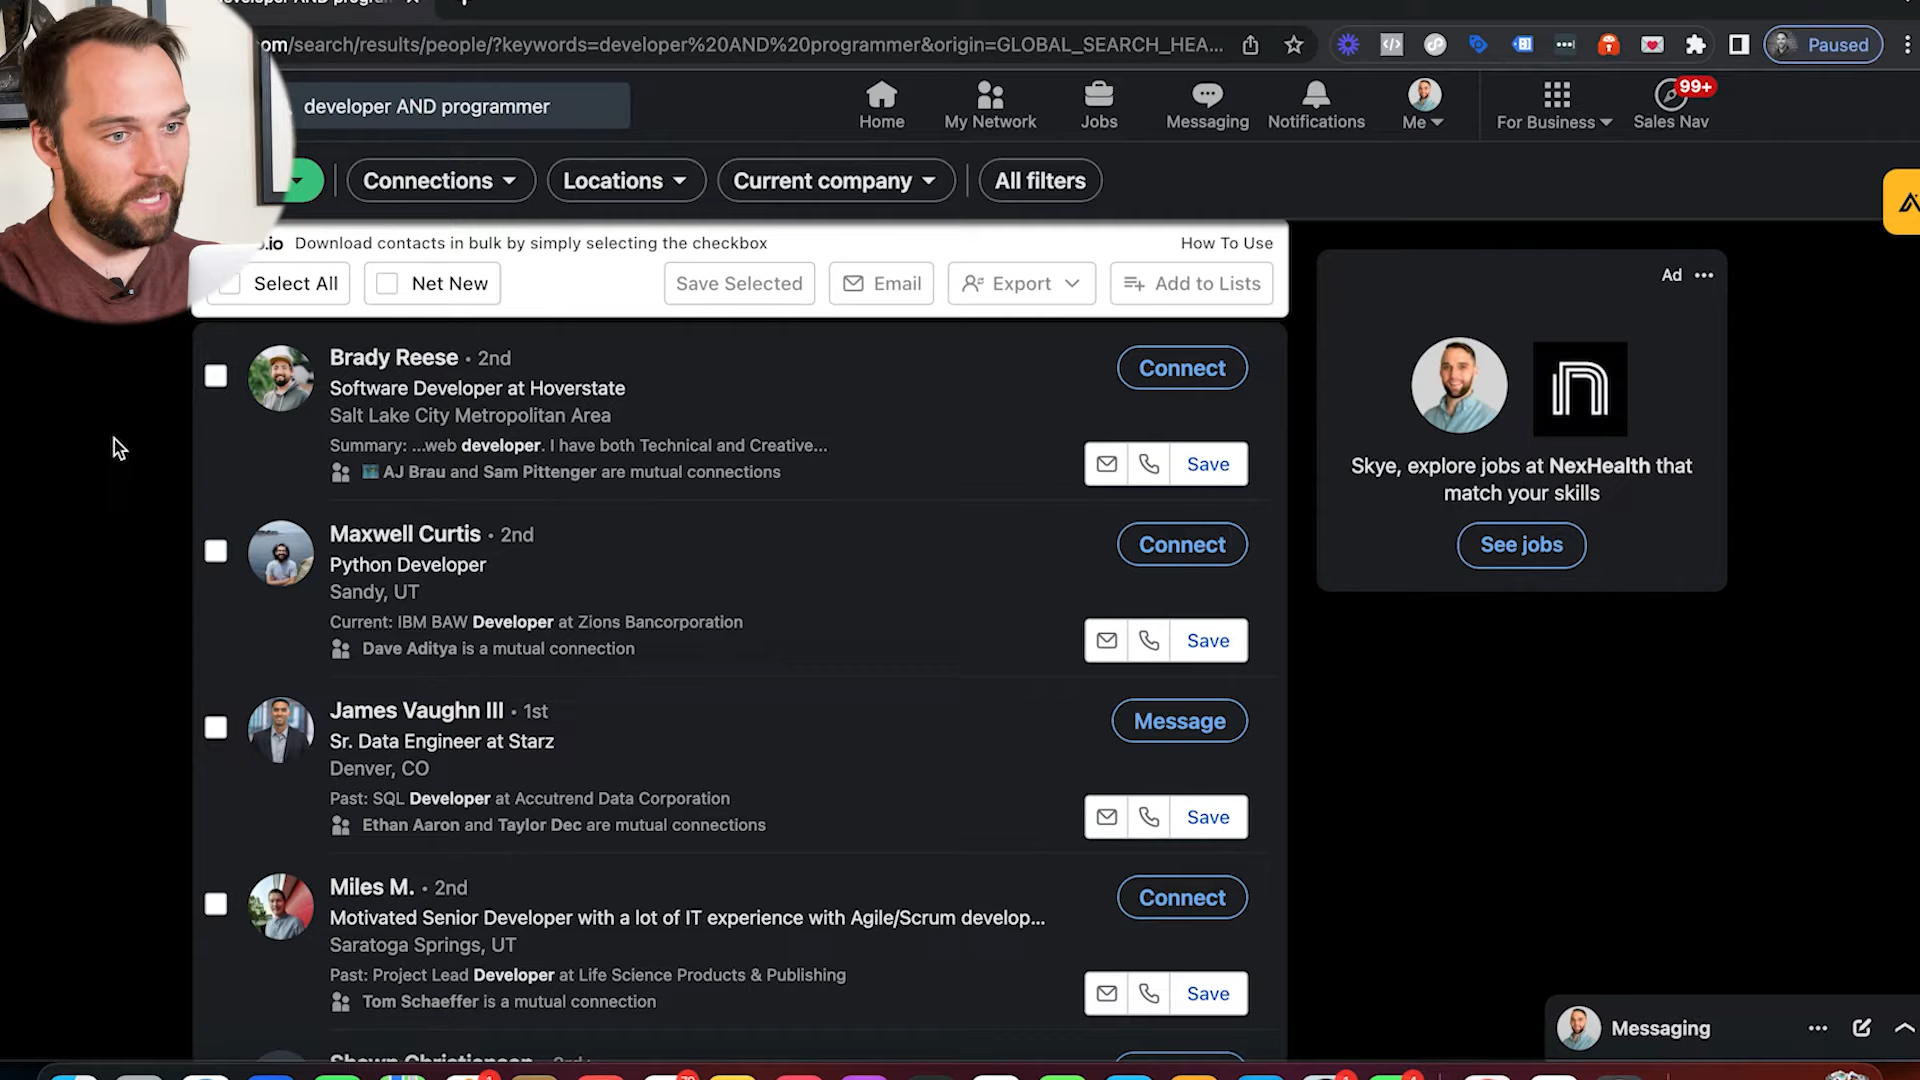 om/search/results/people/?keywords=developer%20AND%20programmer&origin=GLOBAL_SEARCH_HEA...
Paused
developer AND programmer
Home
My Network
Jobs
Messaging
Notifications
Me
For Business
99+
Sales Nav
Connections
Locations
Current company
All filters
.io Download contacts in bulk by simply selecting the checkbox
How To Use
Select All
Net New
Save Selected
Email
Export
Add to Lists
Brady Reese • 2nd
Software Developer at Hoverstate
Salt Lake City Metropolitan Area
Summary: ...web developer. I have both Technical and Creative...
AJ Brau and Sam Pittenger are mutual connections
Connect
Save
Maxwell Curtis • 2nd
Python Developer
Sandy, UT
Current: IBM BAW Developer at Zions Bancorporation
Dave Aditya is a mutual connection
Connect
Save
James Vaughn III • 1st
Sr. Data Engineer at Starz
Denver, CO
Past: SQL Developer at Accutrend Data Corporation
Ethan Aaron and Taylor Dec are mutual connections
Message
Save
Miles M. • 2nd
Motivated Senior Developer with a lot of IT experience with Agile/Scrum develop...
Saratoga Springs, UT
Past: Project Lead Developer at Life Science Products & Publishing
Tom Schaeffer is a mutual connection
Connect
Save
Ad
Skye, explore jobs at NexHealth that
match your skills
See jobs
Messaging